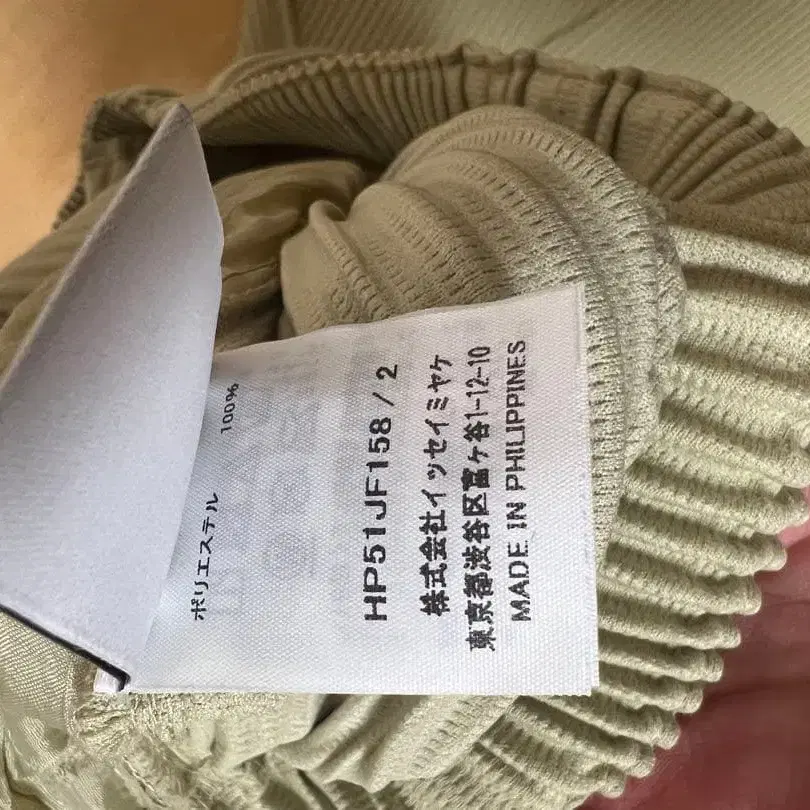 ポリエステル 100%
HP51JF158 / 2
株式会社イッセイミヤケ
東京都渋谷区富ヶ谷1-12-10
MADE IN PHILIPPINES